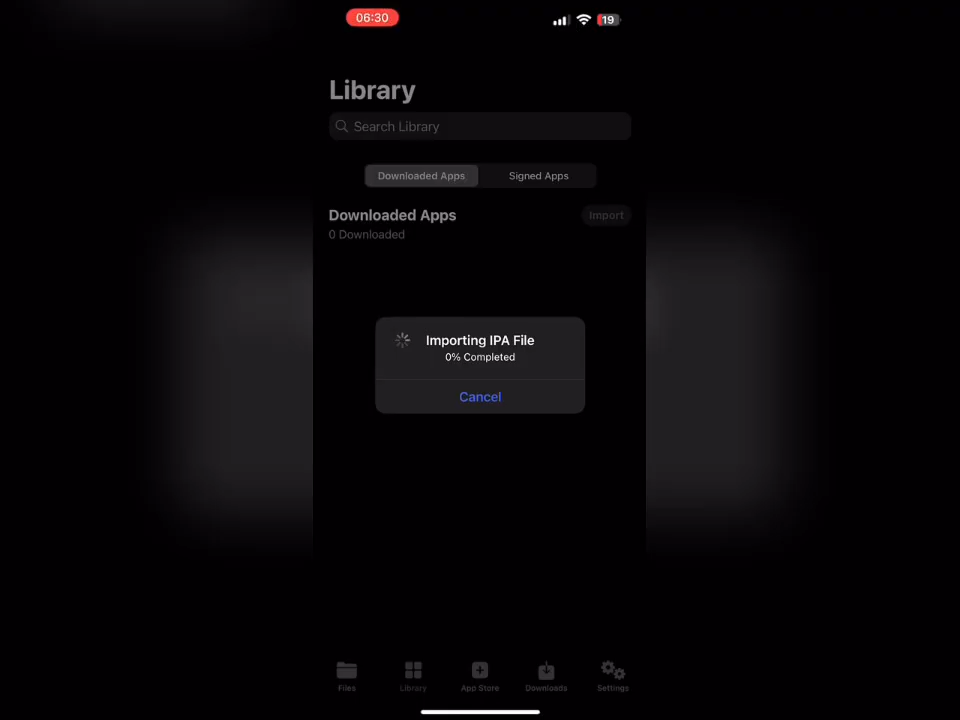 06:30
19
Library
Search Library
Downloaded Apps
Signed Apps
Downloaded Apps
Import
0 Downloaded
Importing IPA File
0% Completed
Cancel
Files
Library
App Store
Downloads
Settings